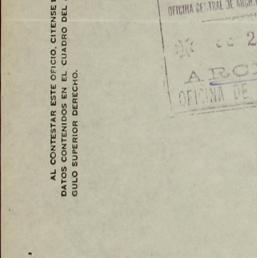 AL CONTESTAR ESTE OFICIO, CITENSE
DATOS CONTENIDOS EN EL CUADRO DEL
GULO SUPERIOR DERECHO.
OFICINA CENTRAL DE
2
OFICINA DE